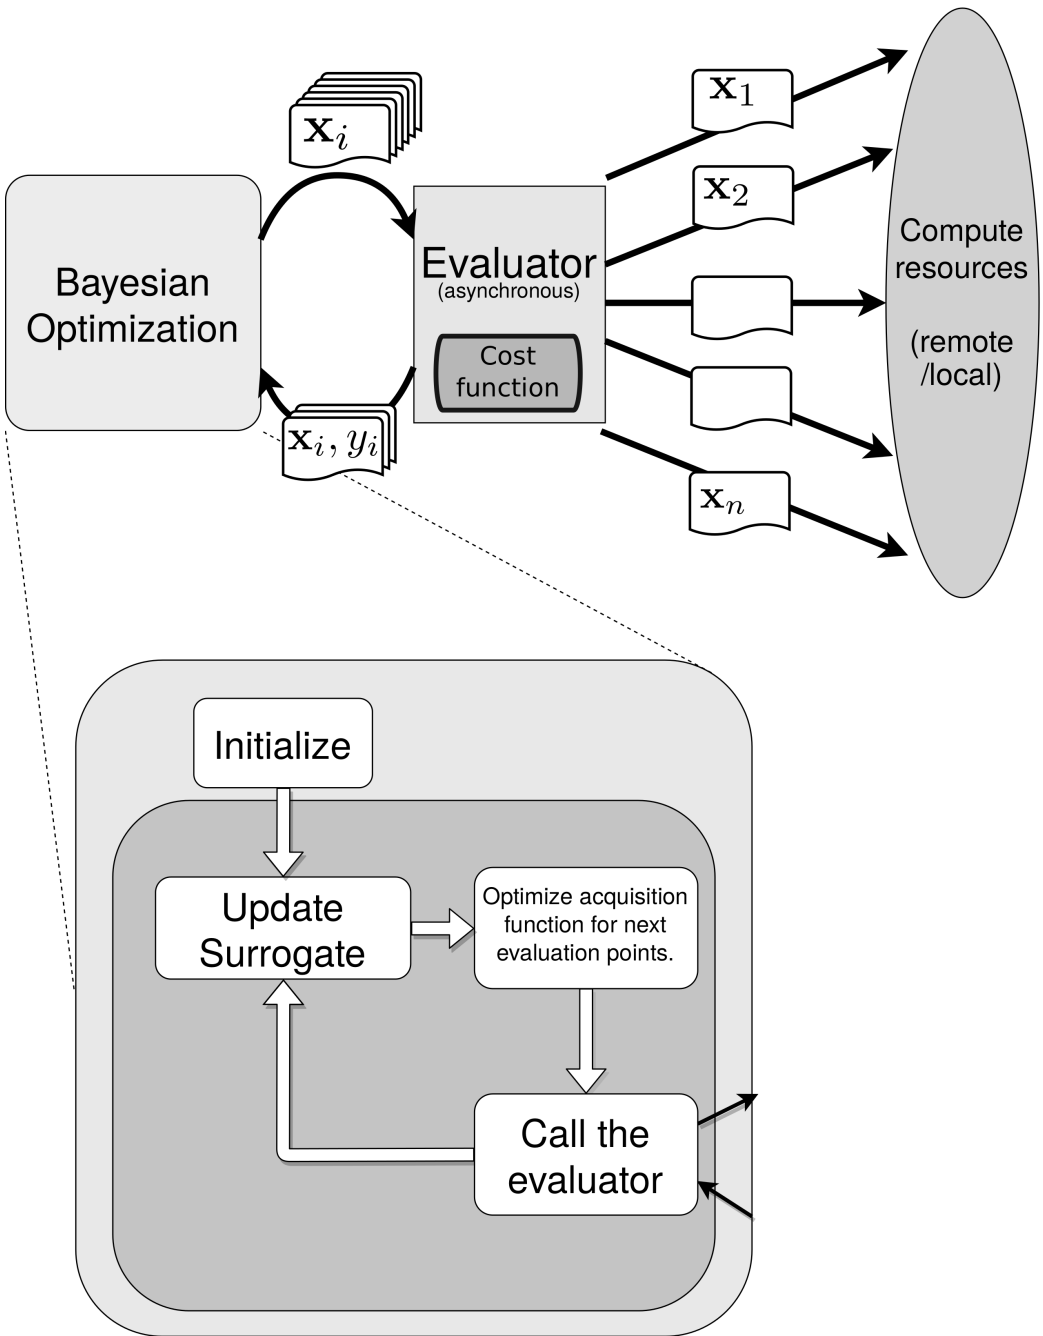 𝐱ᵢ
Bayesian
Optimization
𝐱ᵢ, yᵢ
Evaluator
(asynchronous)
Cost
function
𝐱₁
𝐱₂
𝐱ₙ
Compute
resources
(remote
/local)
Initialize
Update
Surrogate
Optimize acquisition
function for next
evaluation points.
Call the
evaluator